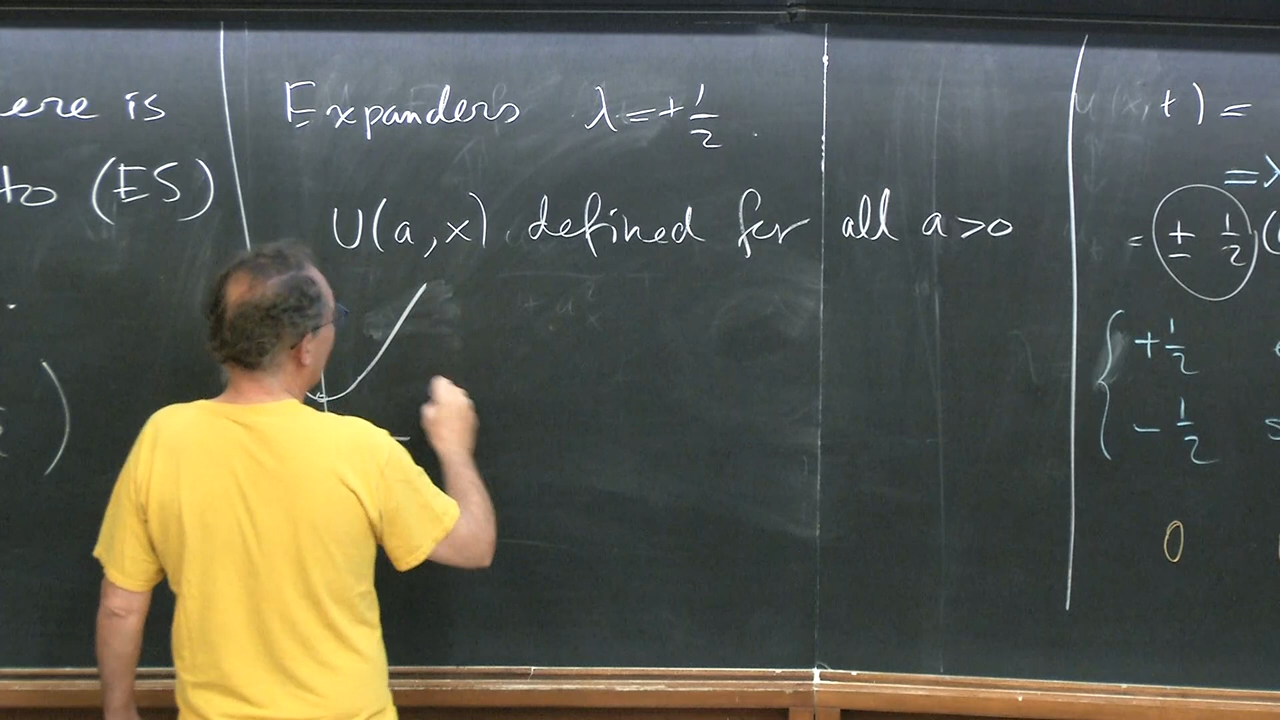 ere is
to (ES)
Expanders λ=+1/2.
U(a,x) defined for all a>0
U(x,t)=
=>
= ± 1/2 (
+1/2
- 1/2
0